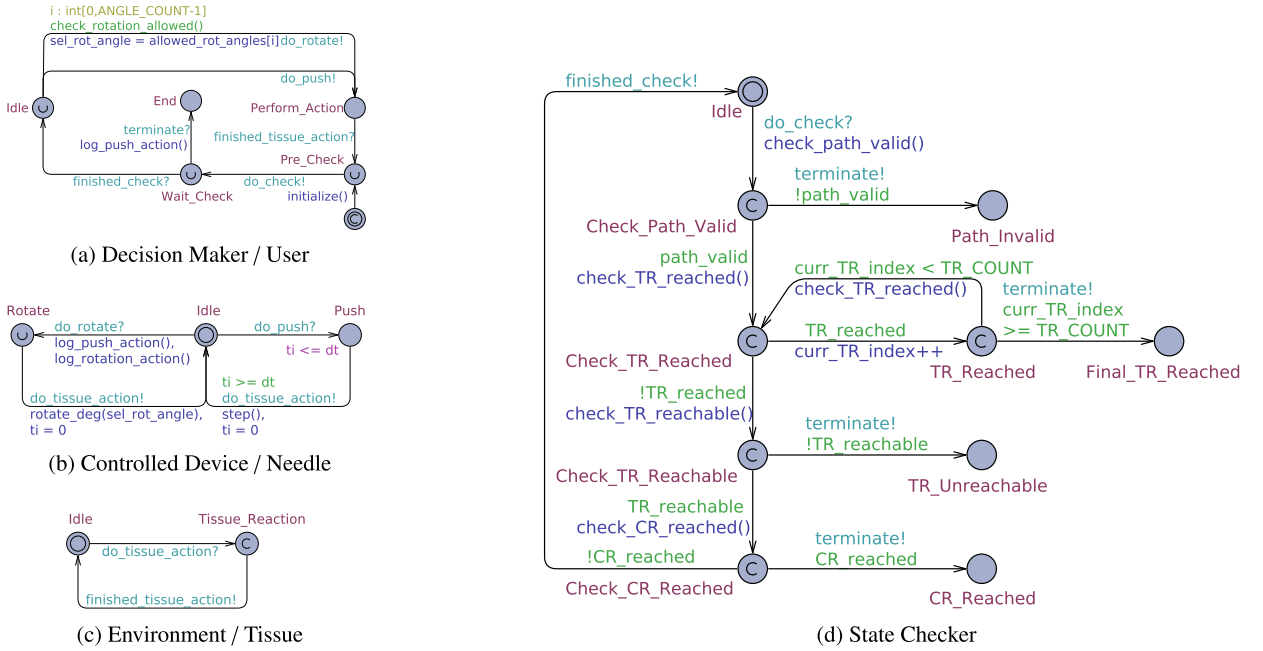 i : int[0,ANGLE_COUNT-1]
check_rotation_allowed()
sel_rot_angle = allowed_rot_angles[i]
do_rotate!
do_push!
Idle
End
Perform_Action
terminate?
log_push_action()
finished_tissue_action?
Pre_Check
finished_check?
do_check!
Wait_Check
initialize()
(a) Decision Maker / User
Rotate
Idle
Push
do_rotate?
log_push_action(),
log_rotation_action()
do_push?
ti <= dt
do_tissue_action!
rotate_deg(sel_rot_angle),
ti = 0
ti >= dt
do_tissue_action!
step(),
ti = 0
(b) Controlled Device / Needle
Idle
Tissue_Reaction
do_tissue_action?
finished_tissue_action!
(c) Environment / Tissue
finished_check!
Idle
do_check?
check_path_valid()
terminate!
!path_valid
Check_Path_Valid
Path_Invalid
path_valid
check_TR_reached()
curr_TR_index < TR_COUNT
check_TR_reached()
terminate!
curr_TR_index
>= TR_COUNT
TR_reached
curr_TR_index++
Check_TR_Reached
TR_Reached
Final_TR_Reached
!TR_reached
check_TR_reachable()
terminate!
!TR_reachable
Check_TR_Reachable
TR_Unreachable
TR_reachable
check_CR_reached()
!CR_reached
terminate!
CR_reached
Check_CR_Reached
CR_Reached
(d) State Checker